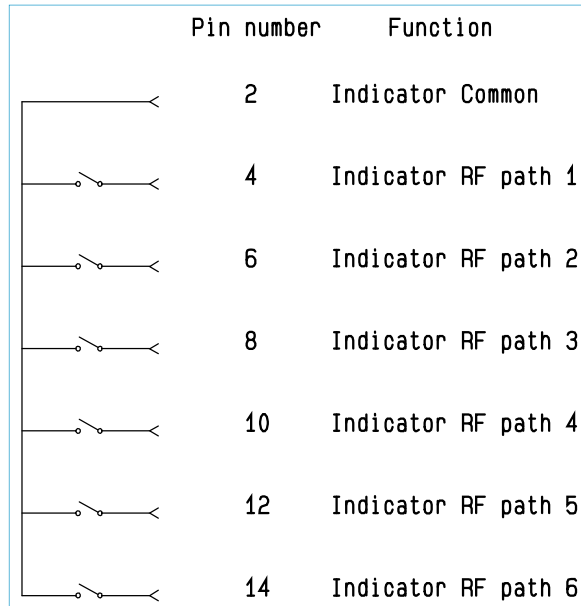 Pin number Function
2 Indicator Common
4 Indicator RF path 1
6 Indicator RF path 2
8 Indicator RF path 3
10 Indicator RF path 4
12 Indicator RF path 5
14 Indicator RF path 6